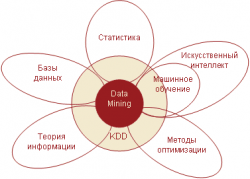 Статистика
Базы
данных
Искусственный
интеллект
Машинное
обучение
Data
Mining
KDD
Теория
информации
Методы
оптимизации